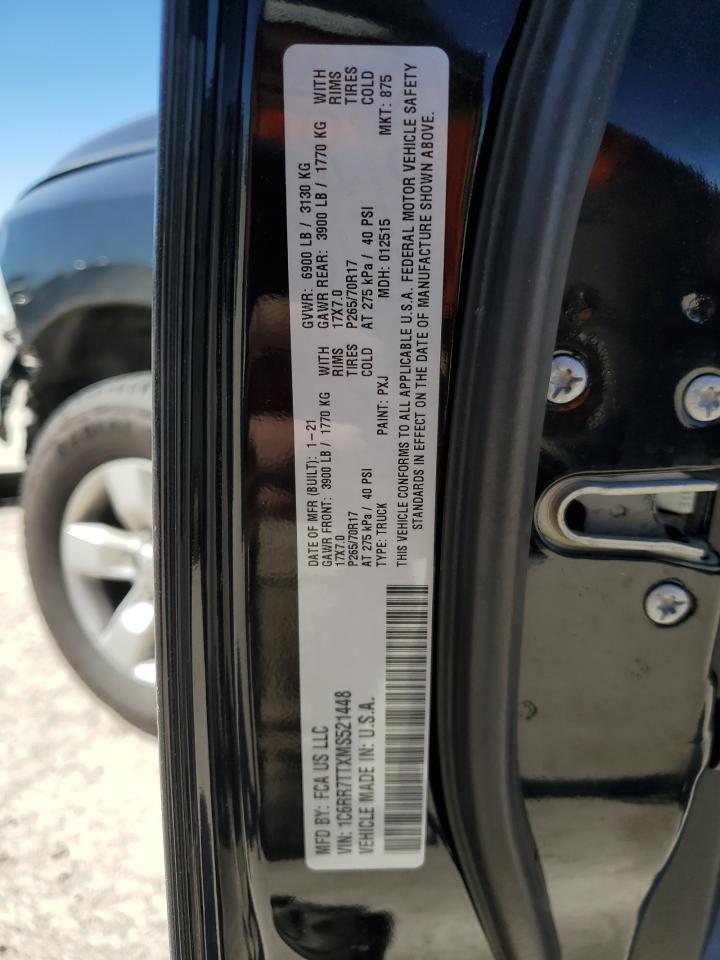 MFD BY: FCA US LLC
VIN: 1C6RR7TTXMS521448
VEHICLE MADE IN: U.S.A.
DATE OF MFR (BUILT): 1-21 GVWR: 6900 LB / 3130 KG
GAWR FRONT: 3900 LB / 1770 KG WITH GAWR REAR: 3900 LB / 1770 KG WITH
17X7.0 RIMS 17X7.0 RIMS
P265/70R17 TIRES P265/70R17 TIRES
AT 275 kPa / 40 PSI COLD AT 275 kPa / 40 PSI COLD
TYPE: TRUCK PAINT: PXJ MDH: 012515 MKT: 875
THIS VEHICLE CONFORMS TO ALL APPLICABLE U.S.A. FEDERAL MOTOR VEHICLE SAFETY
STANDARDS IN EFFECT ON THE DATE OF MANUFACTURE SHOWN ABOVE.